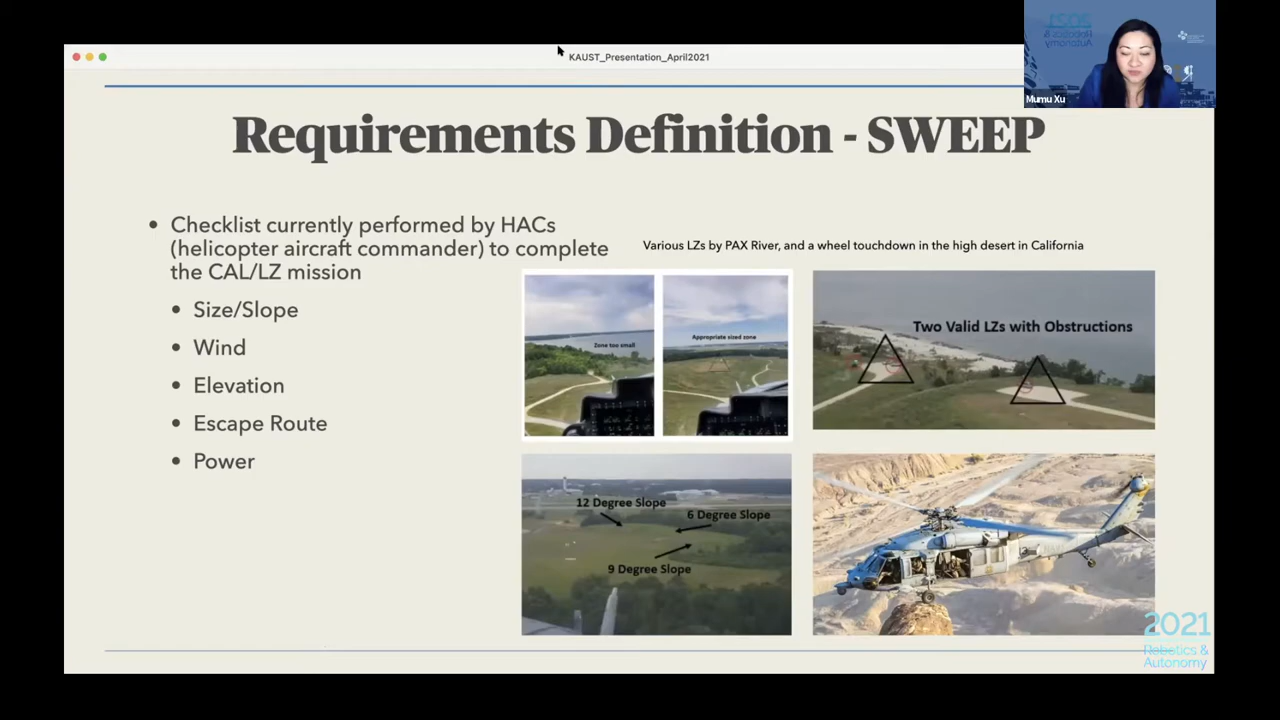 KAUST_Presentation_April2021
2021
Robotics &
Autonomy
Mumu Xu
Requirements Definition - SWEEP
• Checklist currently performed by HACs
(helicopter aircraft commander) to complete
the CAL/LZ mission
• Size/Slope
• Wind
• Elevation
• Escape Route
• Power
Various LZs by PAX River, and a wheel touchdown in the high desert in California
Zone too small
Appropriate sized zone
Two Valid LZs with Obstructions
12 Degree Slope
6 Degree Slope
9 Degree Slope
2021
Robotics &
Autonomy